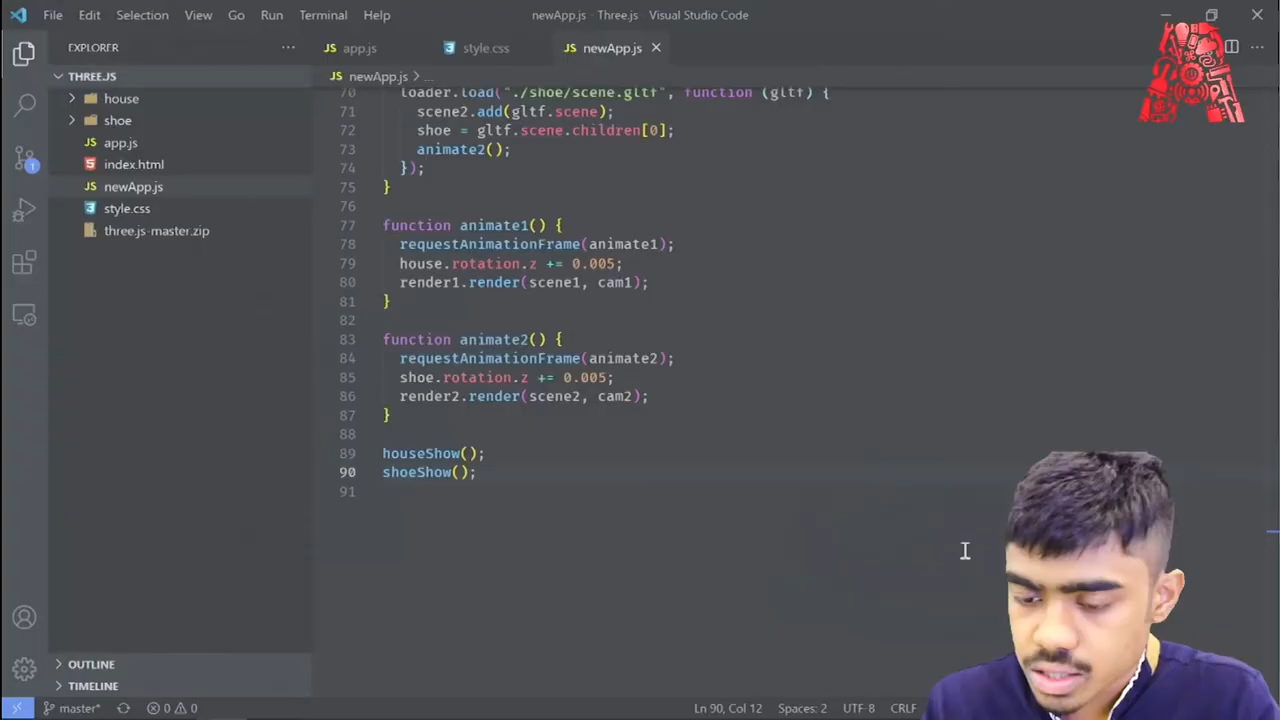 File Edit Selection View Go Run Terminal Help newApp.js - Three.js - Visual Studio Code
EXPLORER
app.js style.css newApp.js
THREE.JS
newApp.js > ...
house
shoe
app.js
index.html
newApp.js
style.css
three.js-master.zip
70 loader.load("./shoe/scene.gltf", function (gltf) {
71 scene2.add(gltf.scene);
72 shoe = gltf.scene.children[0];
73 animate2();
74 });
75 }
76
77 function animate1() {
78 requestAnimationFrame(animate1);
79 house.rotation.z += 0.005;
80 render1.render(scene1, cam1);
81 }
82
83 function animate2() {
84 requestAnimationFrame(animate2);
85 shoe.rotation.z += 0.005;
86 render2.render(scene2, cam2);
87 }
88
89 houseShow();
90 shoeShow();
91
OUTLINE
TIMELINE
master* 0 0 Ln 90, Col 12 Spaces: 2 UTF-8 CRLF